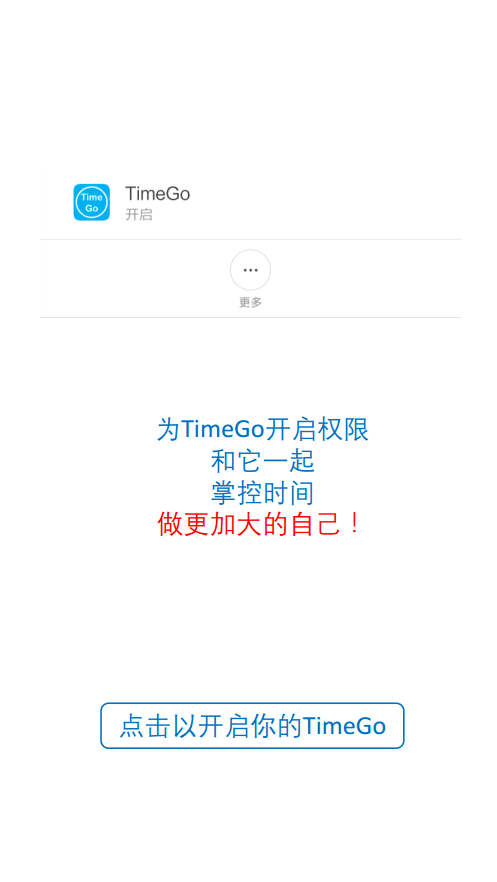 Time
Go
TimeGo
开启
更多
为TimeGo开启权限
和它一起
掌控时间
做更加大的自己！
点击以开启你的TimeGo